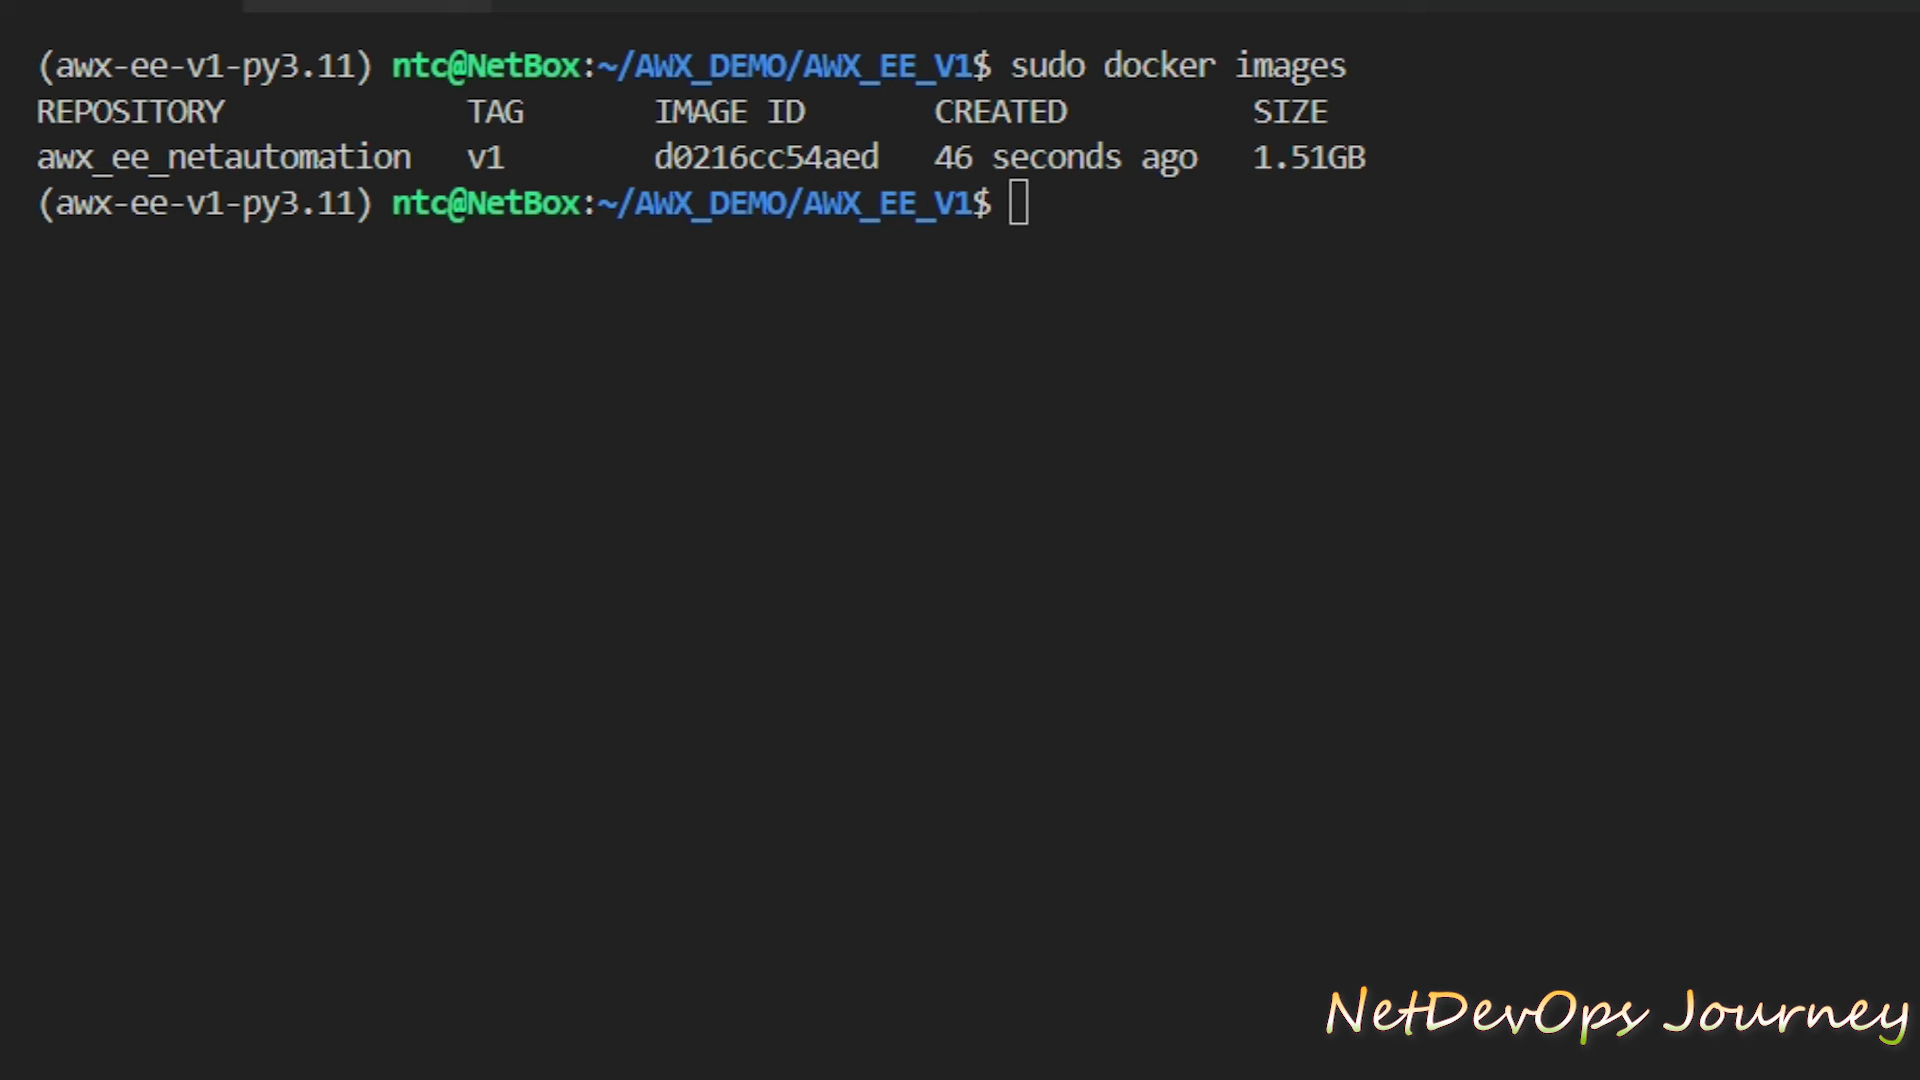 (awx-ee-v1-py3.11) ntc@NetBox:~/AWX_DEMO/AWX_EE_V1$ sudo docker images
REPOSITORY TAG IMAGE ID CREATED SIZE
awx_ee_netautomation v1 d0216cc54aed 46 seconds ago 1.51GB
(awx-ee-v1-py3.11) ntc@NetBox:~/AWX_DEMO/AWX_EE_V1$
NetDevOps Journey